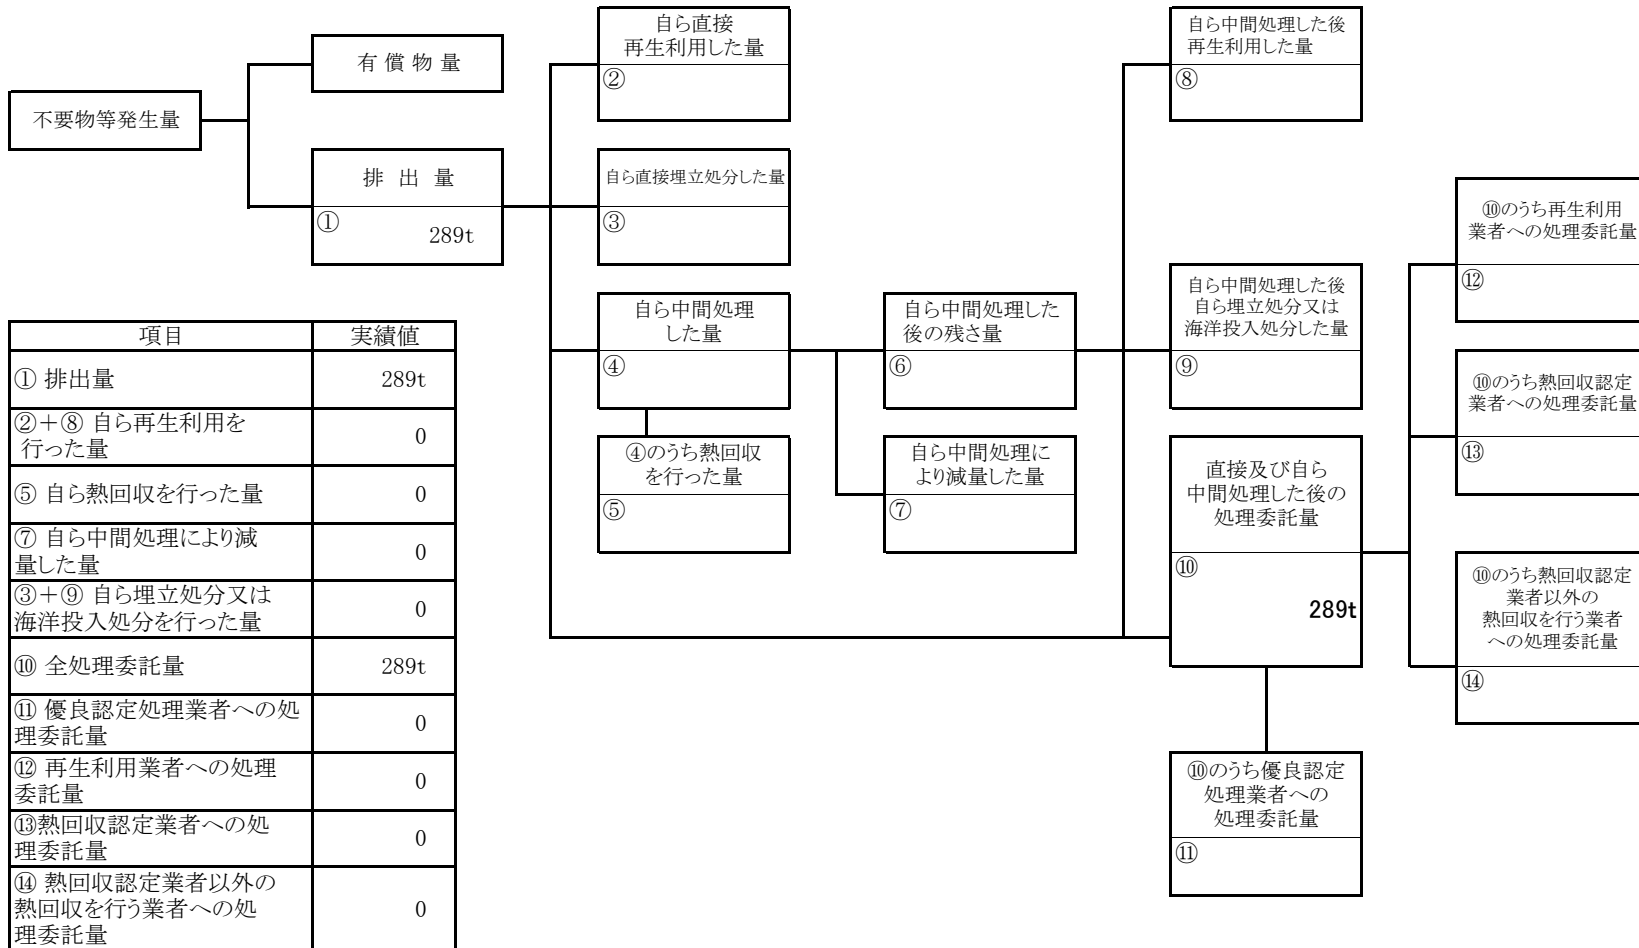 不要物等発生量
有償物量
排出量
①
289t
自ら直接
再生利用した量
②
自ら直接埋立処分した量
③
自ら中間処理
した量
④
④のうち熱回収
を行った量
⑤
自ら中間処理した
後の残さ量
⑥
自ら中間処理に
より減量した量
⑦
自ら中間処理した後
再生利用した量
⑧
自ら中間処理した後
自ら埋立処分又は
海洋投入処分した量
⑨
直接及び自ら
中間処理した後の
処理委託量
⑩
289t
⑩のうち優良認定
処理業者への
処理委託量
⑪
⑩のうち再生利用
業者への処理委託量
⑫
⑩のうち熱回収認定
業者への処理委託量
⑬
⑩のうち熱回収認定
業者以外の
熱回収を行う業者
への処理委託量
⑭
項目 実績値
① 排出量 289t
②+⑧ 自ら再生利用を
行った量 0
⑤ 自ら熱回収を行った量 0
⑦ 自ら中間処理により減
量した量 0
③+⑨ 自ら埋立処分又は
海洋投入処分を行った量 0
⑩ 全処理委託量 289t
⑪ 優良認定処理業者への処
理委託量 0
⑫ 再生利用業者への処理
委託量 0
⑬熱回収認定業者への処
理委託量 0
⑭ 熱回収認定業者以外の
熱回収を行う業者への処
理委託量 0